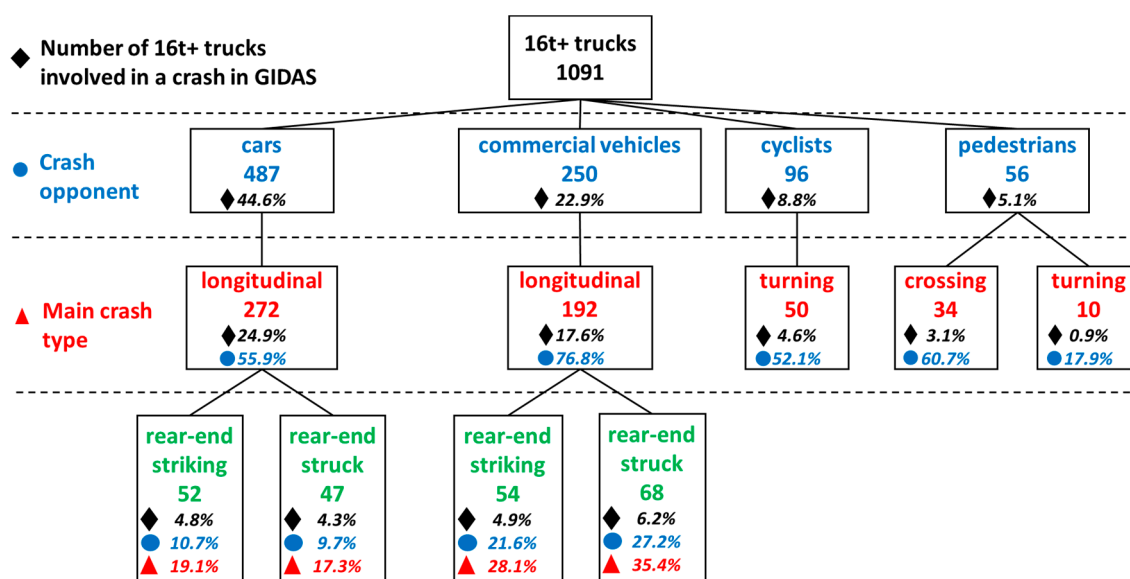 Number of 16t+ trucks
involved in a crash in GIDAS
16t+ trucks
1091
Crash
opponent
cars
487
44.6%
commercial vehicles
250
22.9%
cyclists
96
8.8%
pedestrians
56
5.1%
Main crash
type
longitudinal
272
24.9%
55.9%
longitudinal
192
17.6%
76.8%
turning
50
4.6%
52.1%
crossing
34
3.1%
60.7%
turning
10
0.9%
17.9%
rear-end
striking
52
4.8%
10.7%
19.1%
rear-end
struck
47
4.3%
9.7%
17.3%
rear-end
striking
54
4.9%
21.6%
28.1%
rear-end
struck
68
6.2%
27.2%
35.4%